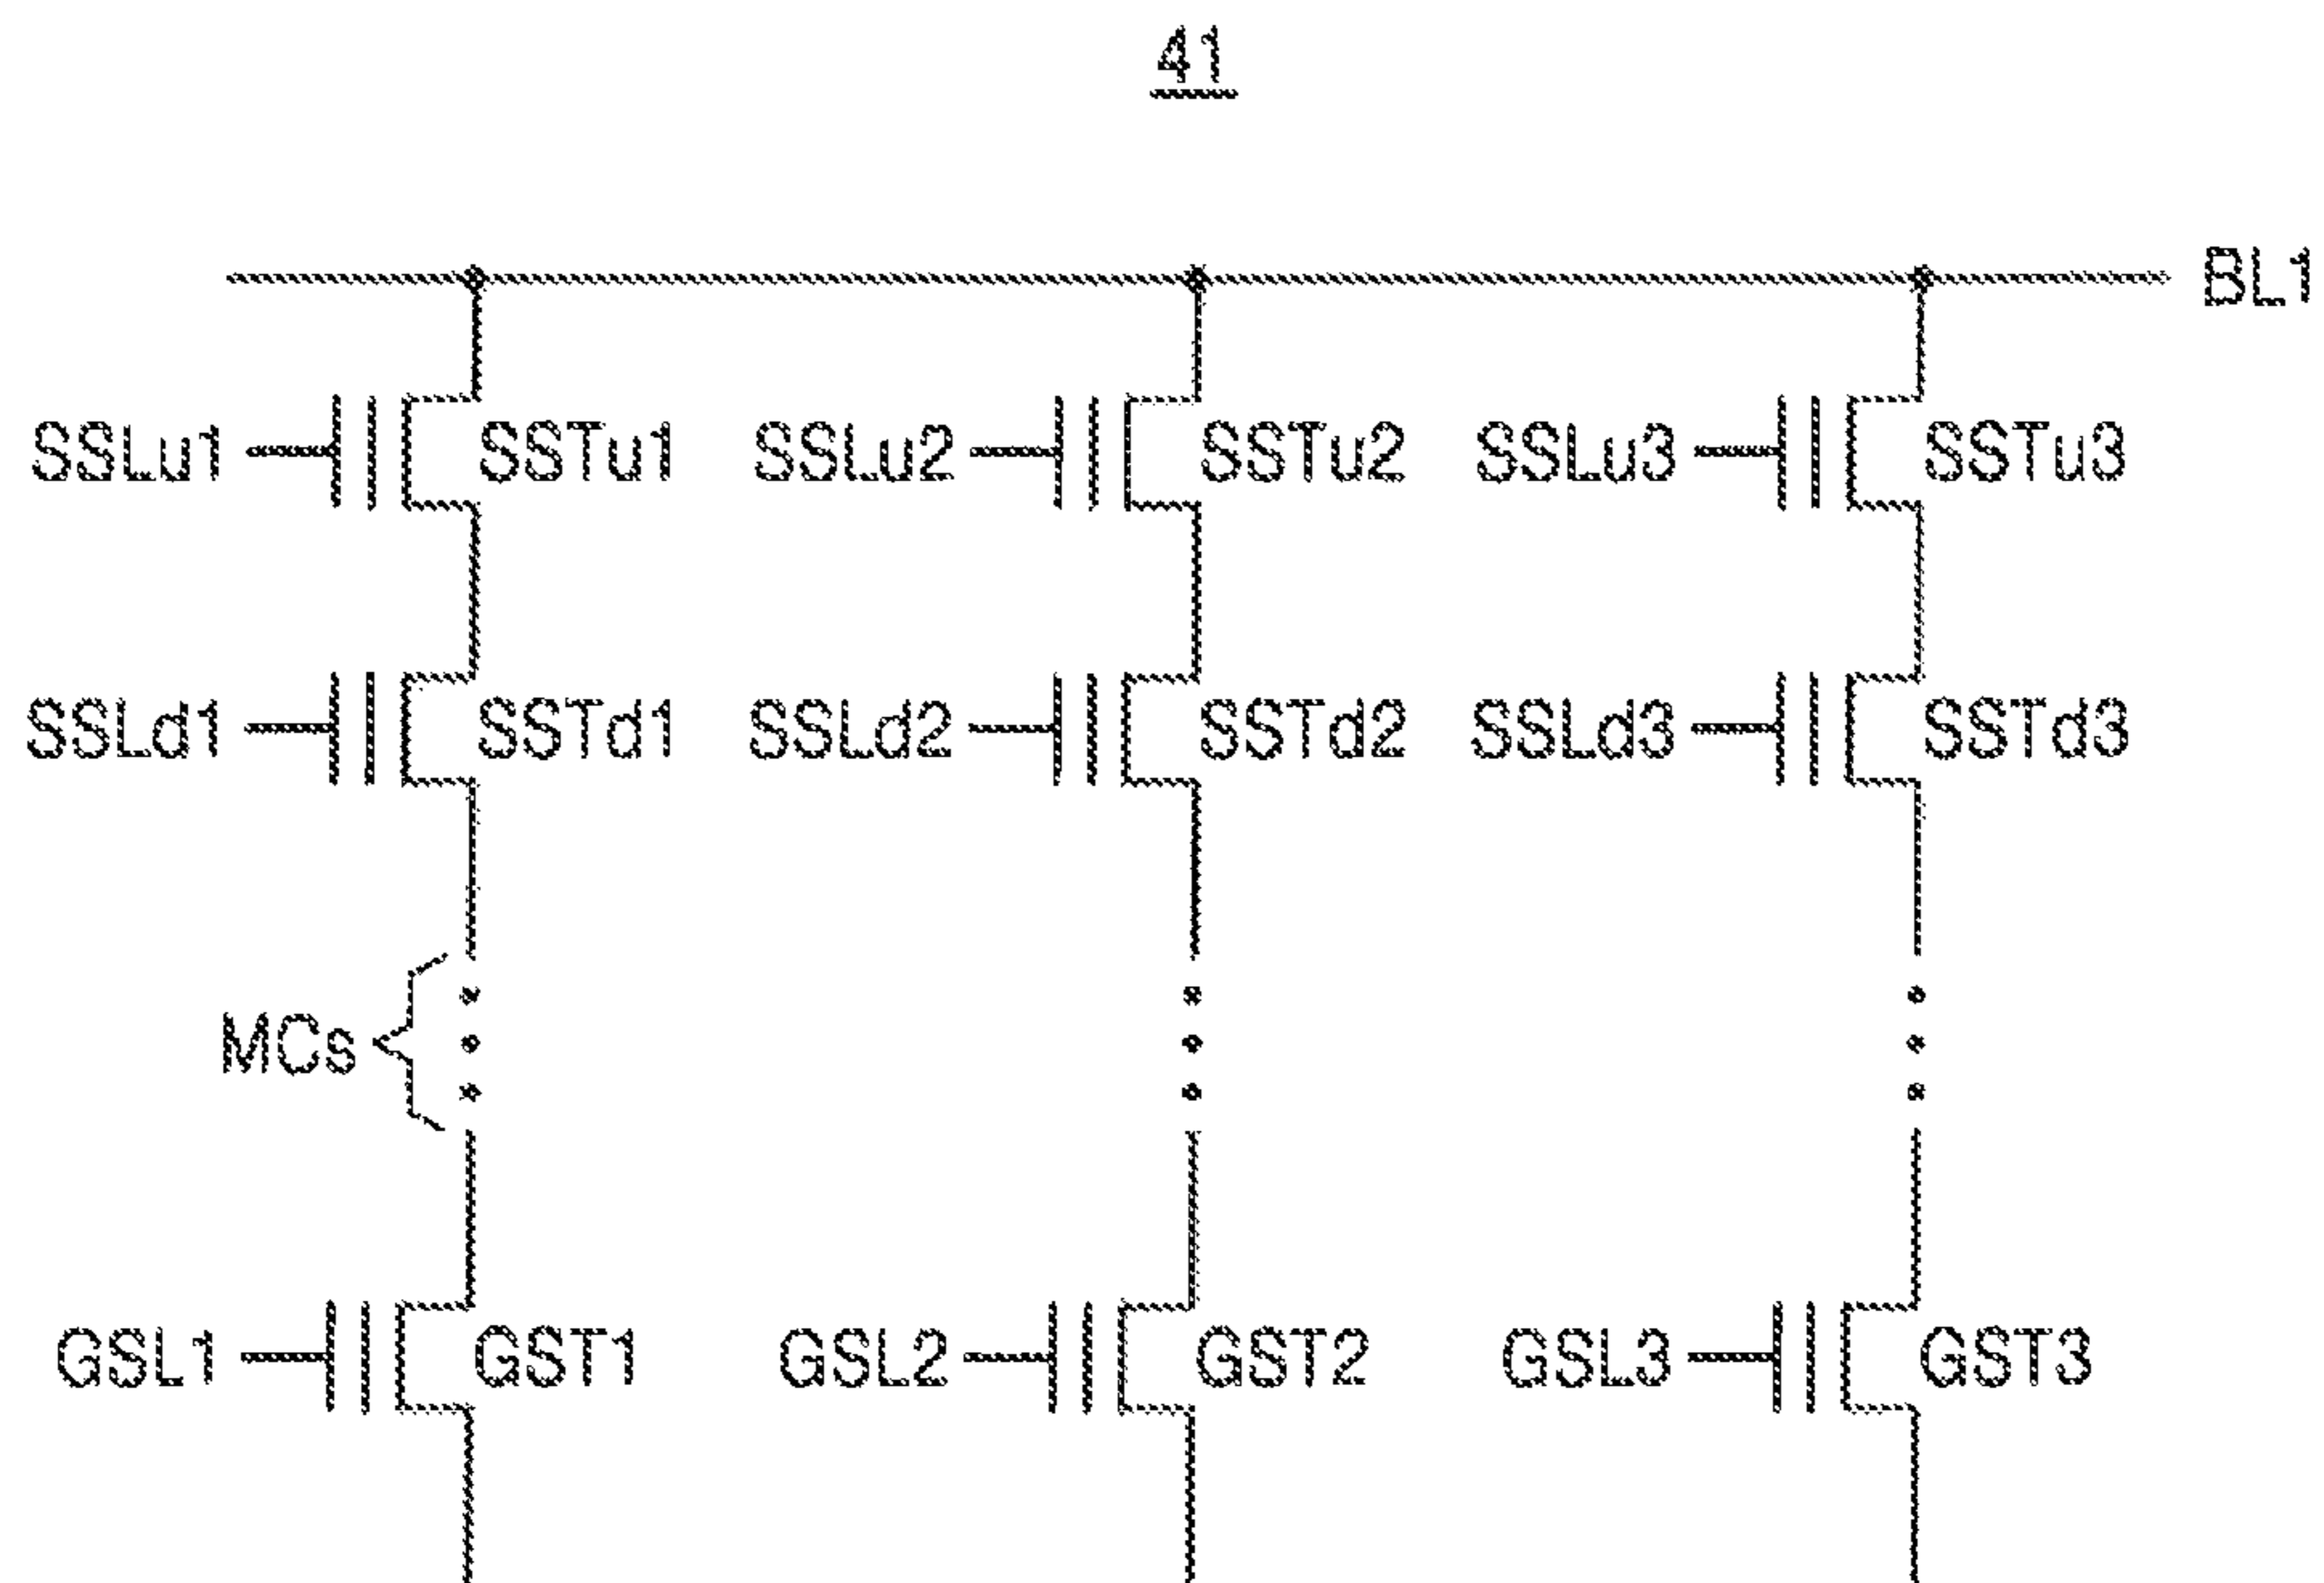 41
BL1
SSLu1 SSTu1 SSLu2 SSTu2 SSLu3 SSTu3
SSLd1 SSTd1 SSLd2 SSTd2 SSLd3 SSTd3
MCs
GSL1 GST1 GSL2 GST2 GSL3 GST3